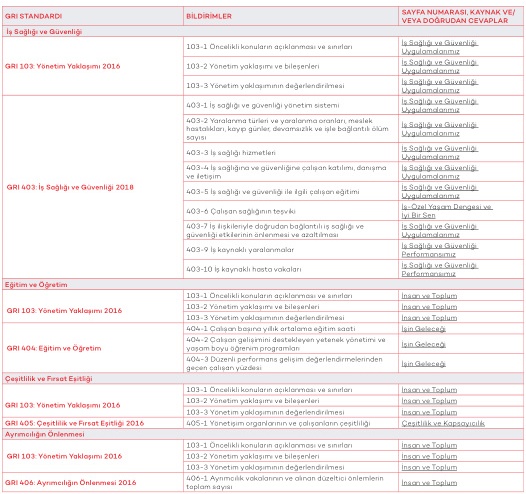 GRI STANDARDI
BİLDİRİMLER
SAYFA NUMARASI, KAYNAK VE/
VEYA DOĞRUDAN CEVAPLAR
İş Sağlığı ve Güvenliği
GRI 103: Yönetim Yaklaşımı 2016
103-1 Öncelikli konuların açıklanması ve sınırları
İş Sağlığı ve Güvenliği
Uygulamalarımız
103-2 Yönetim yaklaşımı ve bileşenleri
İş Sağlığı ve Güvenliği
Uygulamalarımız
103-3 Yönetim yaklaşımının değerlendirilmesi
İş Sağlığı ve Güvenliği
Uygulamalarımız
GRI 403: İş Sağlığı ve Güvenliği 2018
403-1 İş sağlığı ve güvenliği yönetim sistemi
İş Sağlığı ve Güvenliği
Uygulamalarımız
403-2 Yaralanma türleri ve yaralanma oranları, meslek
hastalıkları, kayıp günler, devamsızlık ve işle bağlantılı ölüm
sayısı
İş Sağlığı ve Güvenliği
Uygulamalarımız
403-3 İş sağlığı hizmetleri
İş Sağlığı ve Güvenliği
Uygulamalarımız
403-4 İş sağlığına ve güvenliğine çalışan katılımı, danışma
ve iletişim
İş Sağlığı ve Güvenliği
Uygulamalarımız
403-5 İş sağlığı ve güvenliği ile ilgili çalışan eğitimi
İş Sağlığı ve Güvenliği
Uygulamalarımız
403-6 Çalışan sağlığının teşviki
İş-Özel Yaşam Dengesi ve
İyi Bir Sen
403-7 İş ilişkileriyle doğrudan bağlantılı iş sağlığı ve
güvenliği etkilerinin önlenmesi ve azaltılması
İş Sağlığı ve Güvenliği
Uygulamalarımız
403-9 İş kaynaklı yaralanmalar
İş Sağlığı ve Güvenliği
Performansımız
403-10 İş kaynaklı hasta vakaları
İş Sağlığı ve Güvenliği
Performansımız
Eğitim ve Öğretim
GRI 103: Yönetim Yaklaşımı 2016
103-1 Öncelikli konuların açıklanması ve sınırları
İnsan ve Toplum
103-2 Yönetim yaklaşımı ve bileşenleri
İnsan ve Toplum
103-3 Yönetim yaklaşımının değerlendirilmesi
İnsan ve Toplum
GRI 404: Eğitim ve Öğretim
404-1 Çalışan başına yıllık ortalama eğitim saati
İşin Geleceği
404-2 Çalışan gelişimini destekleyen yetenek yönetimi ve
yaşam boyu öğrenim programları
İşin Geleceği
404-3 Düzenli performans gelişim değerlendirmelerinden
geçen çalışan yüzdesi
İşin Geleceği
Çeşitlilik ve Fırsat Eşitliği
GRI 103: Yönetim Yaklaşımı 2016
103-1 Öncelikli konuların açıklanması ve sınırları
İnsan ve Toplum
103-2 Yönetim yaklaşımı ve bileşenleri
İnsan ve Toplum
103-3 Yönetim yaklaşımının değerlendirilmesi
İnsan ve Toplum
GRI 405: Çeşitlilik ve Fırsat Eşitliği 2016
405-1 Yönetişim organlarının ve çalışanların çeşitliliği
Çeşitlilik ve Kapsayıcılık
Ayrımcılığın Önlenmesi
GRI 103: Yönetim Yaklaşımı 2016
103-1 Öncelikli konuların açıklanması ve sınırları
İnsan ve Toplum
103-2 Yönetim yaklaşımı ve bileşenleri
İnsan ve Toplum
103-3 Yönetim yaklaşımının değerlendirilmesi
İnsan ve Toplum
GRI 406: Ayrımcılığın Önlenmesi 2016
406-1 Ayrımcılık vakalarının ve alınan düzeltici önlemlerin
toplam sayısı
İnsan ve Toplum